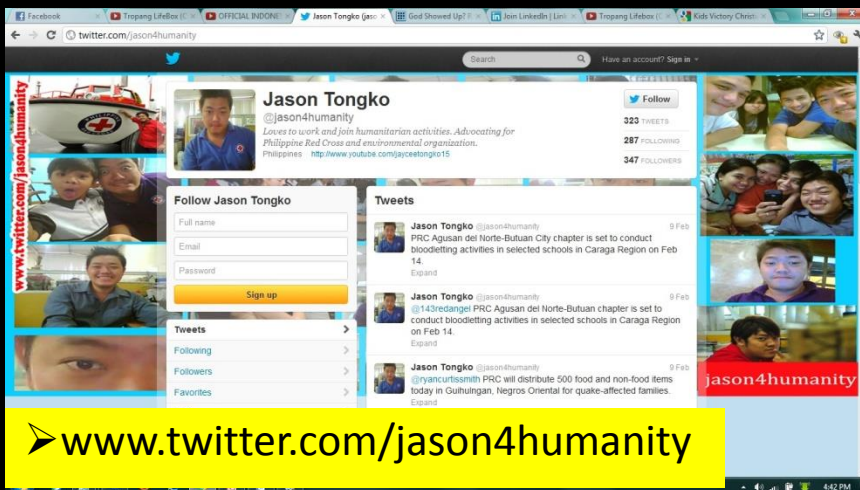 Facebook
Tropang LifeBox (C
OFFICIAL INDONE
Jason Tongko (jaso
God Showed Up?
Join LinkedIn | Lin
Tropang Lifebox (C
Kids Victory Christ
twitter.com/jason4humanity
Search
Have an account? Sign in
www.twitter.com/jason4humanity
Jason Tongko
@jason4humanity
Loves to work and join humanitarian activities. Advocating for
Philippine Red Cross and environmental organization.
Philippines http://www.youtube.com/jayceetongko15
Follow
323 TWEETS
287 FOLLOWING
347 FOLLOWERS
Follow Jason Tongko
Full name
Email
Password
Sign up
Tweets
Following
Followers
Favorites
Tweets
Jason Tongko @jason4humanity 9 Feb
PRC Agusan del Norte-Butuan City chapter is set to conduct
bloodletting activities in selected schools in Caraga Region on Feb
14.
Expand
Jason Tongko @jason4humanity 9 Feb
@143redangel PRC Agusan del Norte-Butuan chapter is set to
conduct bloodletting activities in selected schools in Caraga Region
on Feb 14.
Expand
Jason Tongko @jason4humanity 9 Feb
@ryancurtissmith PRC will distribute 500 food and non-food items
today in Guihulngan, Negros Oriental for quake-affected families.
Expand
jason4humanity
➢www.twitter.com/jason4humanity
4:42 PM